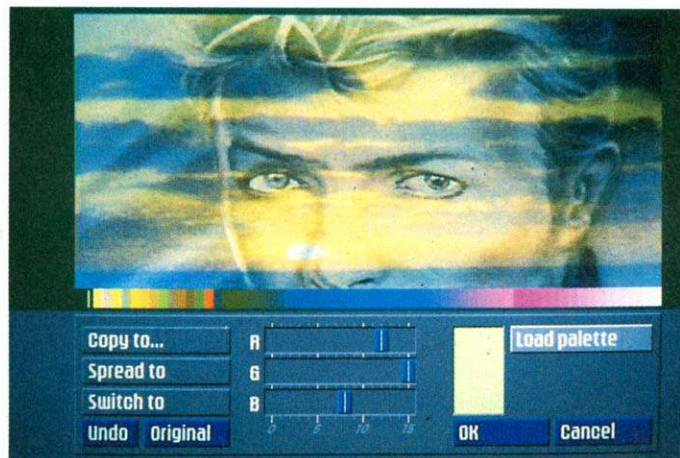 Copy to...
Spread to
Switch to
Undo Original
R
G
B
0 5 10 15
Load palette
OK Cancel